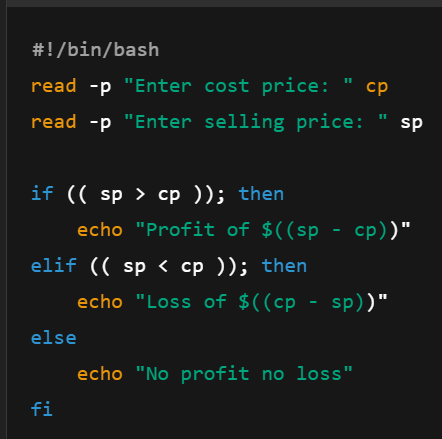 #!/bin/bash
read -p "Enter cost price: " cp
read -p "Enter selling price: " sp
if (( sp > cp )); then
echo "Profit of $((sp - cp))"
elif (( sp < cp )); then
echo "Loss of $((cp - sp))"
else
echo "No profit no loss"
fi